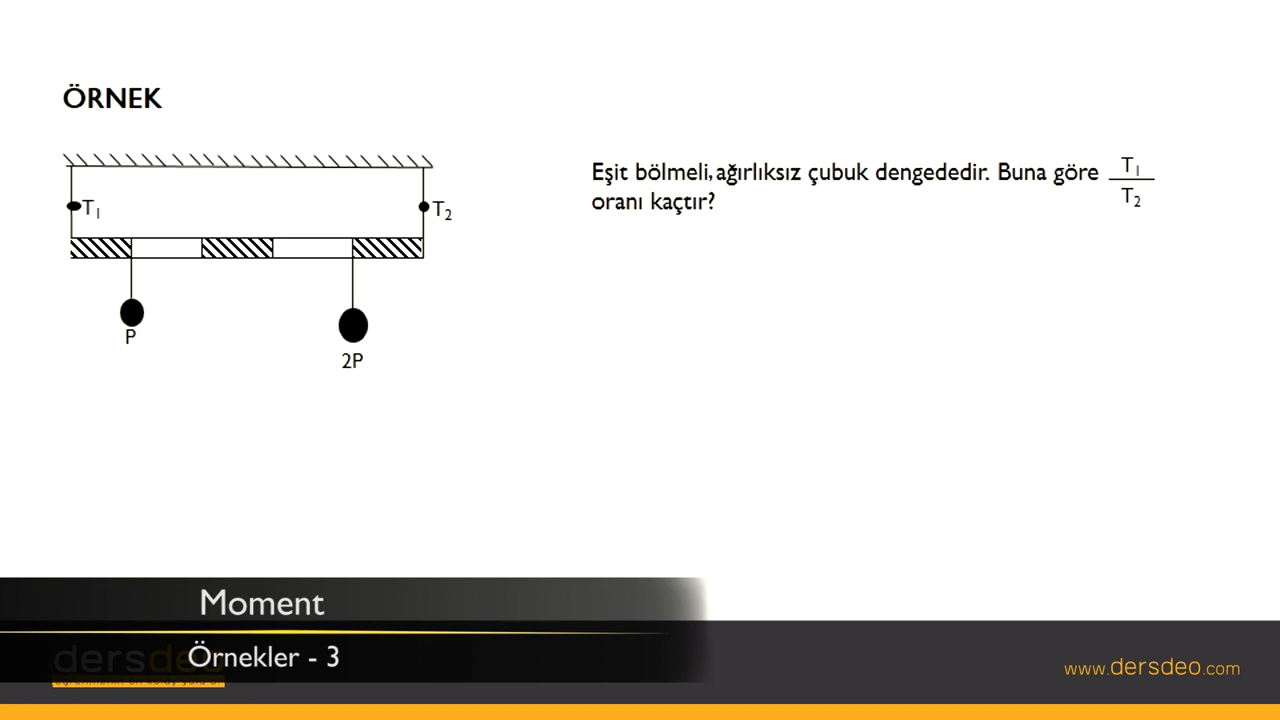 ÖRNEK
Eşit bölmeli, ağırlıksız çubuk dengededir. Buna göre T1
T2
oranı kaçtır?
T1
T2
P
2P
Moment
Örnekler - 3
dersdeo
www.dersdeo.com